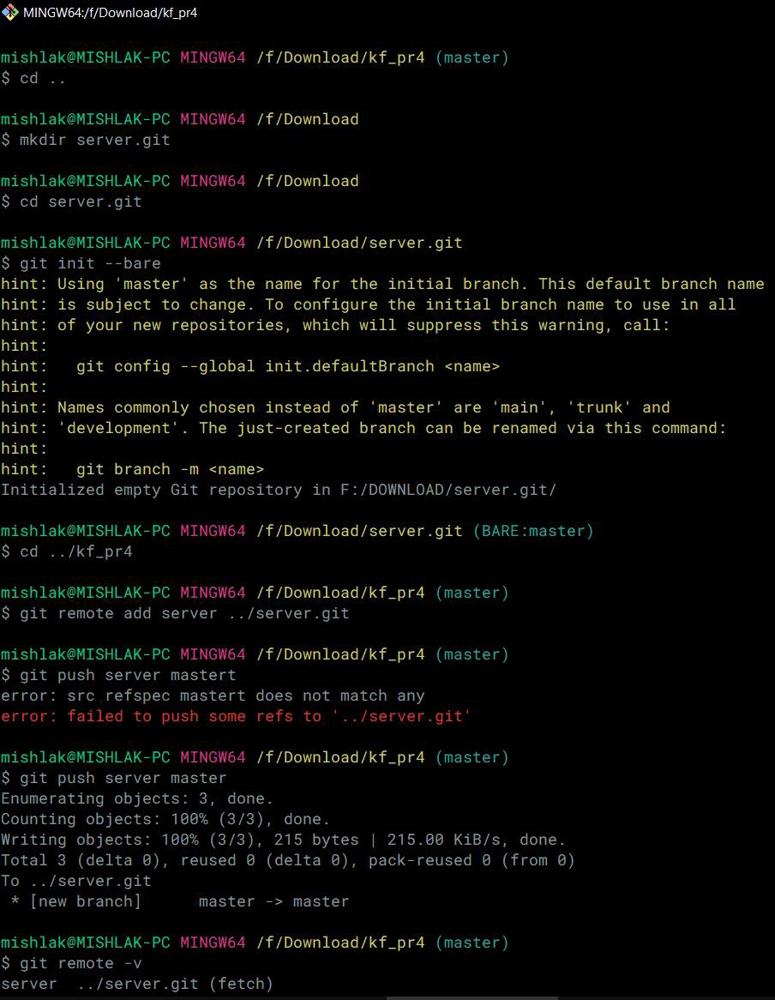 MINGW64:/f/Download/kf_pr4
mishlak@MISHLAK-PC MINGW64 /f/Download/kf_pr4 (master)
$ cd ..
mishlak@MISHLAK-PC MINGW64 /f/Download
$ mkdir server.git
mishlak@MISHLAK-PC MINGW64 /f/Download
$ cd server.git
mishlak@MISHLAK-PC MINGW64 /f/Download/server.git
$ git init --bare
hint: Using 'master' as the name for the initial branch. This default branch name
hint: is subject to change. To configure the initial branch name to use in all
hint: of your new repositories, which will suppress this warning, call:
hint:
hint:   git config --global init.defaultBranch <name>
hint:
hint: Names commonly chosen instead of 'master' are 'main', 'trunk' and
hint: 'development'. The just-created branch can be renamed via this command:
hint:
hint:   git branch -m <name>
Initialized empty Git repository in F:/DOWNLOAD/server.git/
mishlak@MISHLAK-PC MINGW64 /f/Download/server.git (BARE:master)
$ cd ../kf_pr4
mishlak@MISHLAK-PC MINGW64 /f/Download/kf_pr4 (master)
$ git remote add server ../server.git
mishlak@MISHLAK-PC MINGW64 /f/Download/kf_pr4 (master)
$ git push server mastert
error: src refspec mastert does not match any
error: failed to push some refs to '../server.git'
mishlak@MISHLAK-PC MINGW64 /f/Download/kf_pr4 (master)
$ git push server master
Enumerating objects: 3, done.
Counting objects: 100% (3/3), done.
Writing objects: 100% (3/3), 215 bytes | 215.00 KiB/s, done.
Total 3 (delta 0), reused 0 (delta 0), pack-reused 0 (from 0)
To ../server.git
 * [new branch]      master -> master
mishlak@MISHLAK-PC MINGW64 /f/Download/kf_pr4 (master)
$ git remote -v
server  ../server.git (fetch)